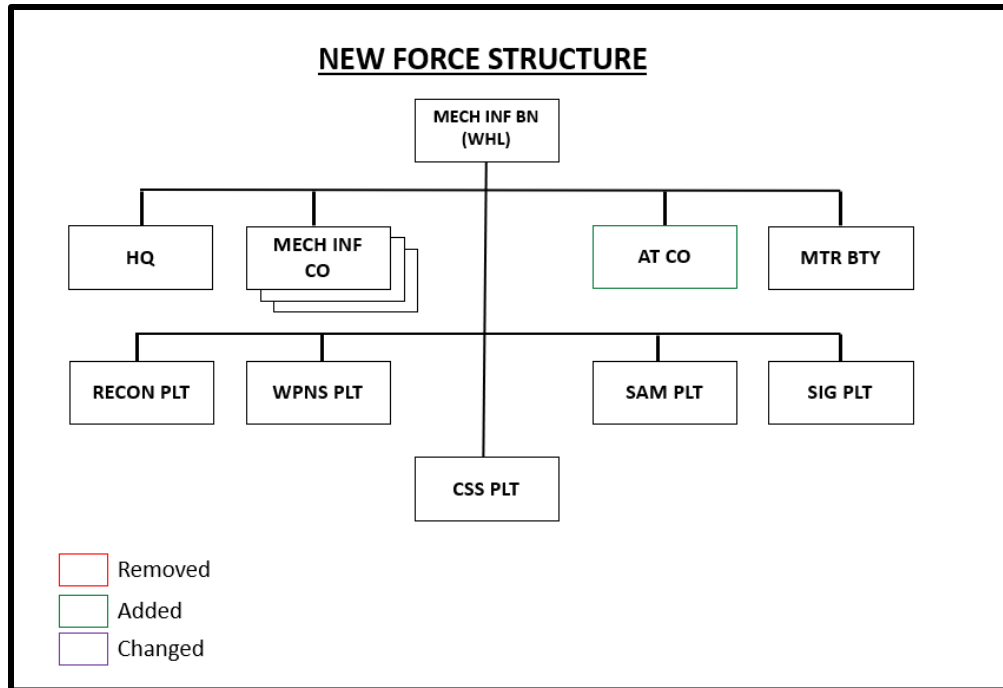 NEW FORCE STRUCTURE
MECH INF BN
(WHL)
HQ
MECH INF
CO
AT CO
MTR BTY
RECON PLT
WPNS PLT
SAM PLT
SIG PLT
CSS PLT
Removed
Added
Changed